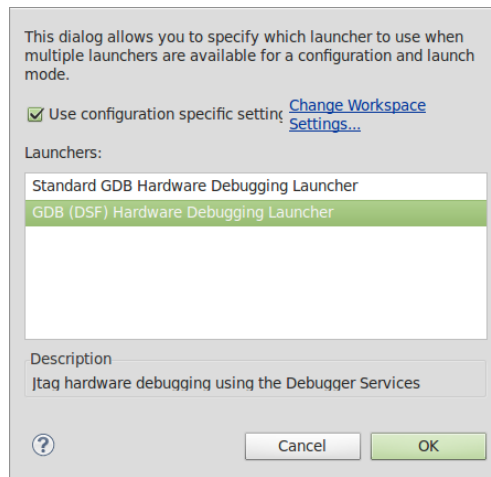 This dialog allows you to specify which launcher to use when
multiple launchers are available for a configuration and launch
mode.
Use configuration specific setting Change Workspace
Settings...
Launchers:
Standard GDB Hardware Debugging Launcher
GDB (DSF) Hardware Debugging Launcher
Description
Jtag hardware debugging using the Debugger Services
?
Cancel OK